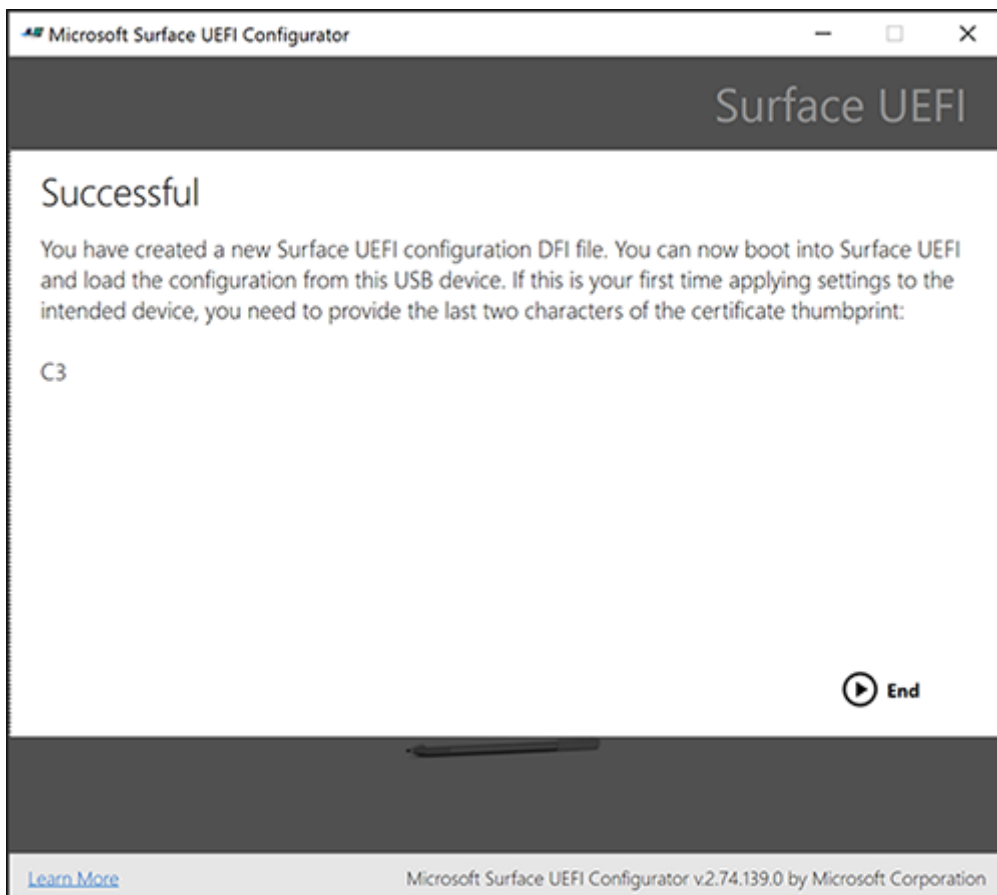 Microsoft Surface UEFI Configurator
Surface UEFI
Successful
You have created a new Surface UEFI configuration DFI file. You can now boot into Surface UEFI
and load the configuration from this USB device. If this is your first time applying settings to the
intended device, you need to provide the last two characters of the certificate thumbprint:
C3
End
Learn More
Microsoft Surface UEFI Configurator v.2.74.139.0 by Microsoft Corporation